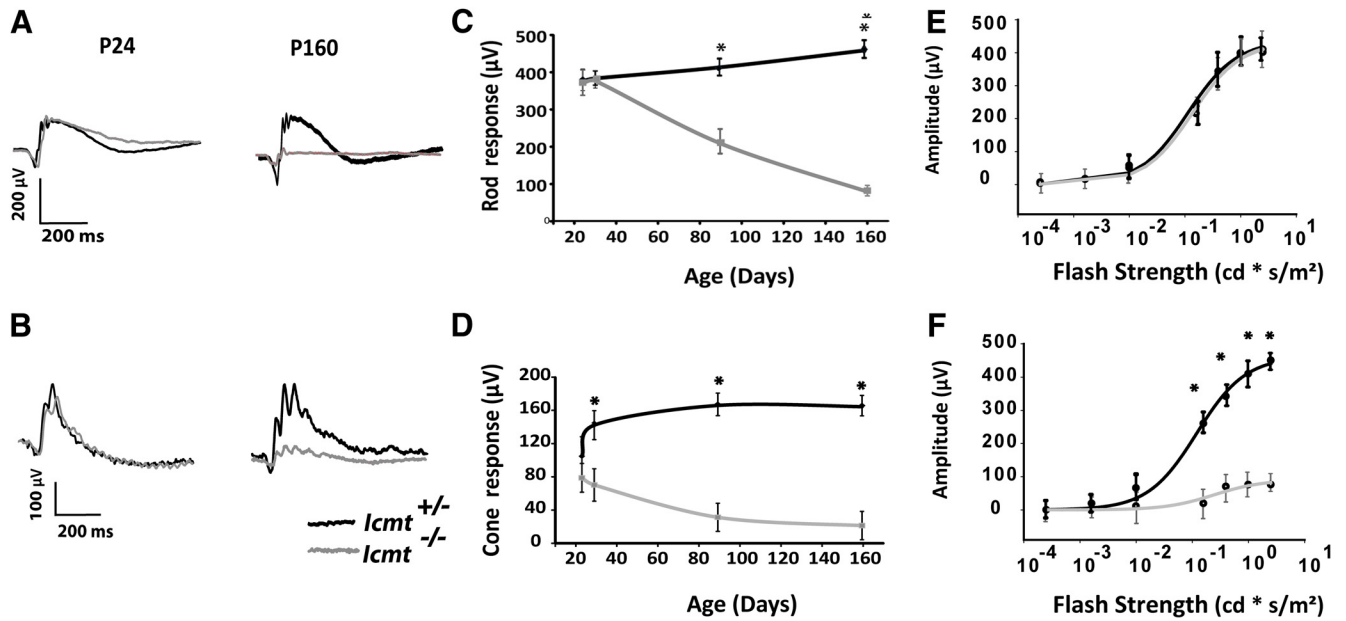 A
P24
P160
200 µV
200 ms
B
100 µV
200 ms
lcmt +/-
lcmt -/-
C
Rod response (µV)
500
400
300
200
100
0
20 40 60 80 100 120 140 160
Age (Days)
*
*
*
D
Cone response (µV)
200
160
120
80
40
0
20 40 60 80 100 120 140 160
Age (Days)
* * *
E
Amplitude (µV)
500
400
300
200
100
0
10-4 10-3 10-2 10-1 100 101
Flash Strength (cd * s/m²)
F
Amplitude (µV)
500
400
300
200
100
0
10-4 10-3 10-2 10-1 100 101
Flash Strength (cd * s/m²)
* * * *